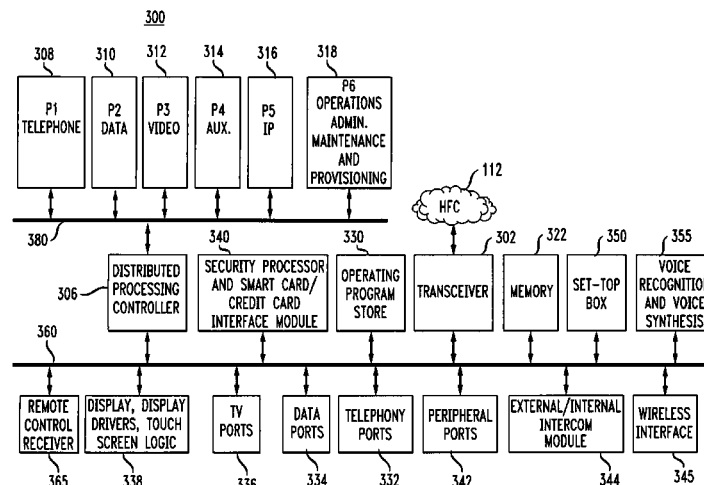 300
308
310
312
314
316
318
P1
TELEPHONE
P2
DATA
P3
VIDEO
P4
AUX.
P5
IP
P6
OPERATIONS
ADMIN.
MAINTENANCE
AND
PROVISIONING
112
HFC
380
340
330
302
322
350
355
306
DISTRIBUTED
PROCESSING
CONTROLLER
SECURITY PROCESSOR
AND SMART CARD/
CREDIT CARD
INTERFACE MODULE
OPERATING
PROGRAM
STORE
TRANSCEIVER
MEMORY
SET-TOP
BOX
VOICE
RECOGNITION
AND VOICE
SYNTHESIS
360
REMOTE
CONTROL
RECEIVER
DISPLAY, DISPLAY
DRIVERS, TOUCH
SCREEN LOGIC
TV
PORTS
DATA
PORTS
TELEPHONY
PORTS
PERIPHERAL
PORTS
EXTERNAL/INTERNAL
INTERCOM
MODULE
WIRELESS
INTERFACE
365
338
336
334
332
342
344
345